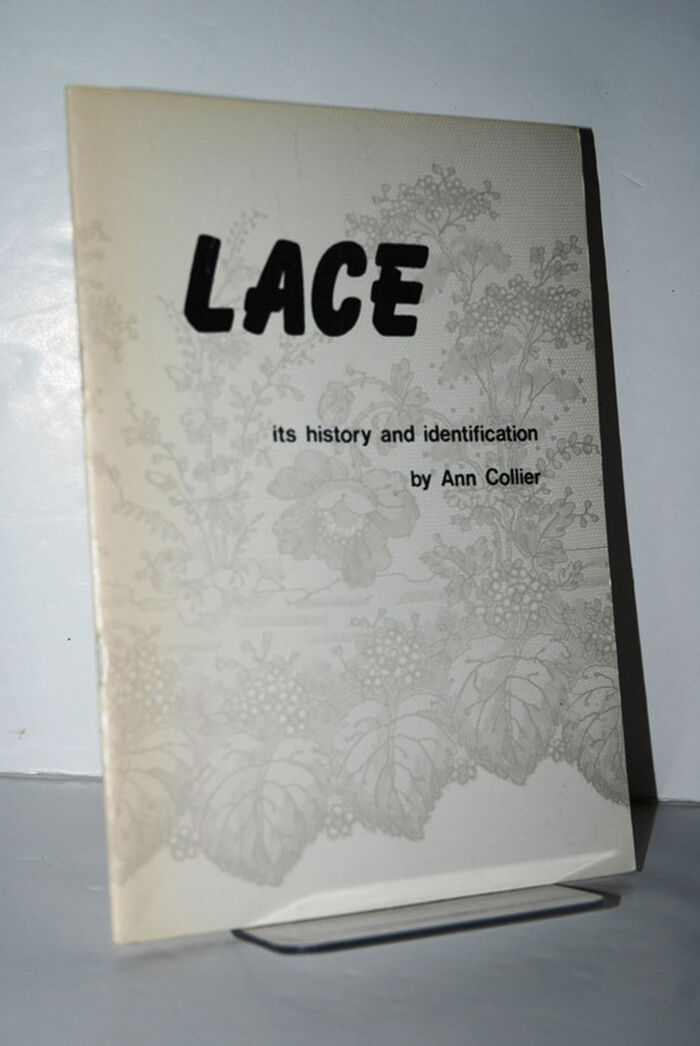 LACE
its history and identification
by Ann Collier